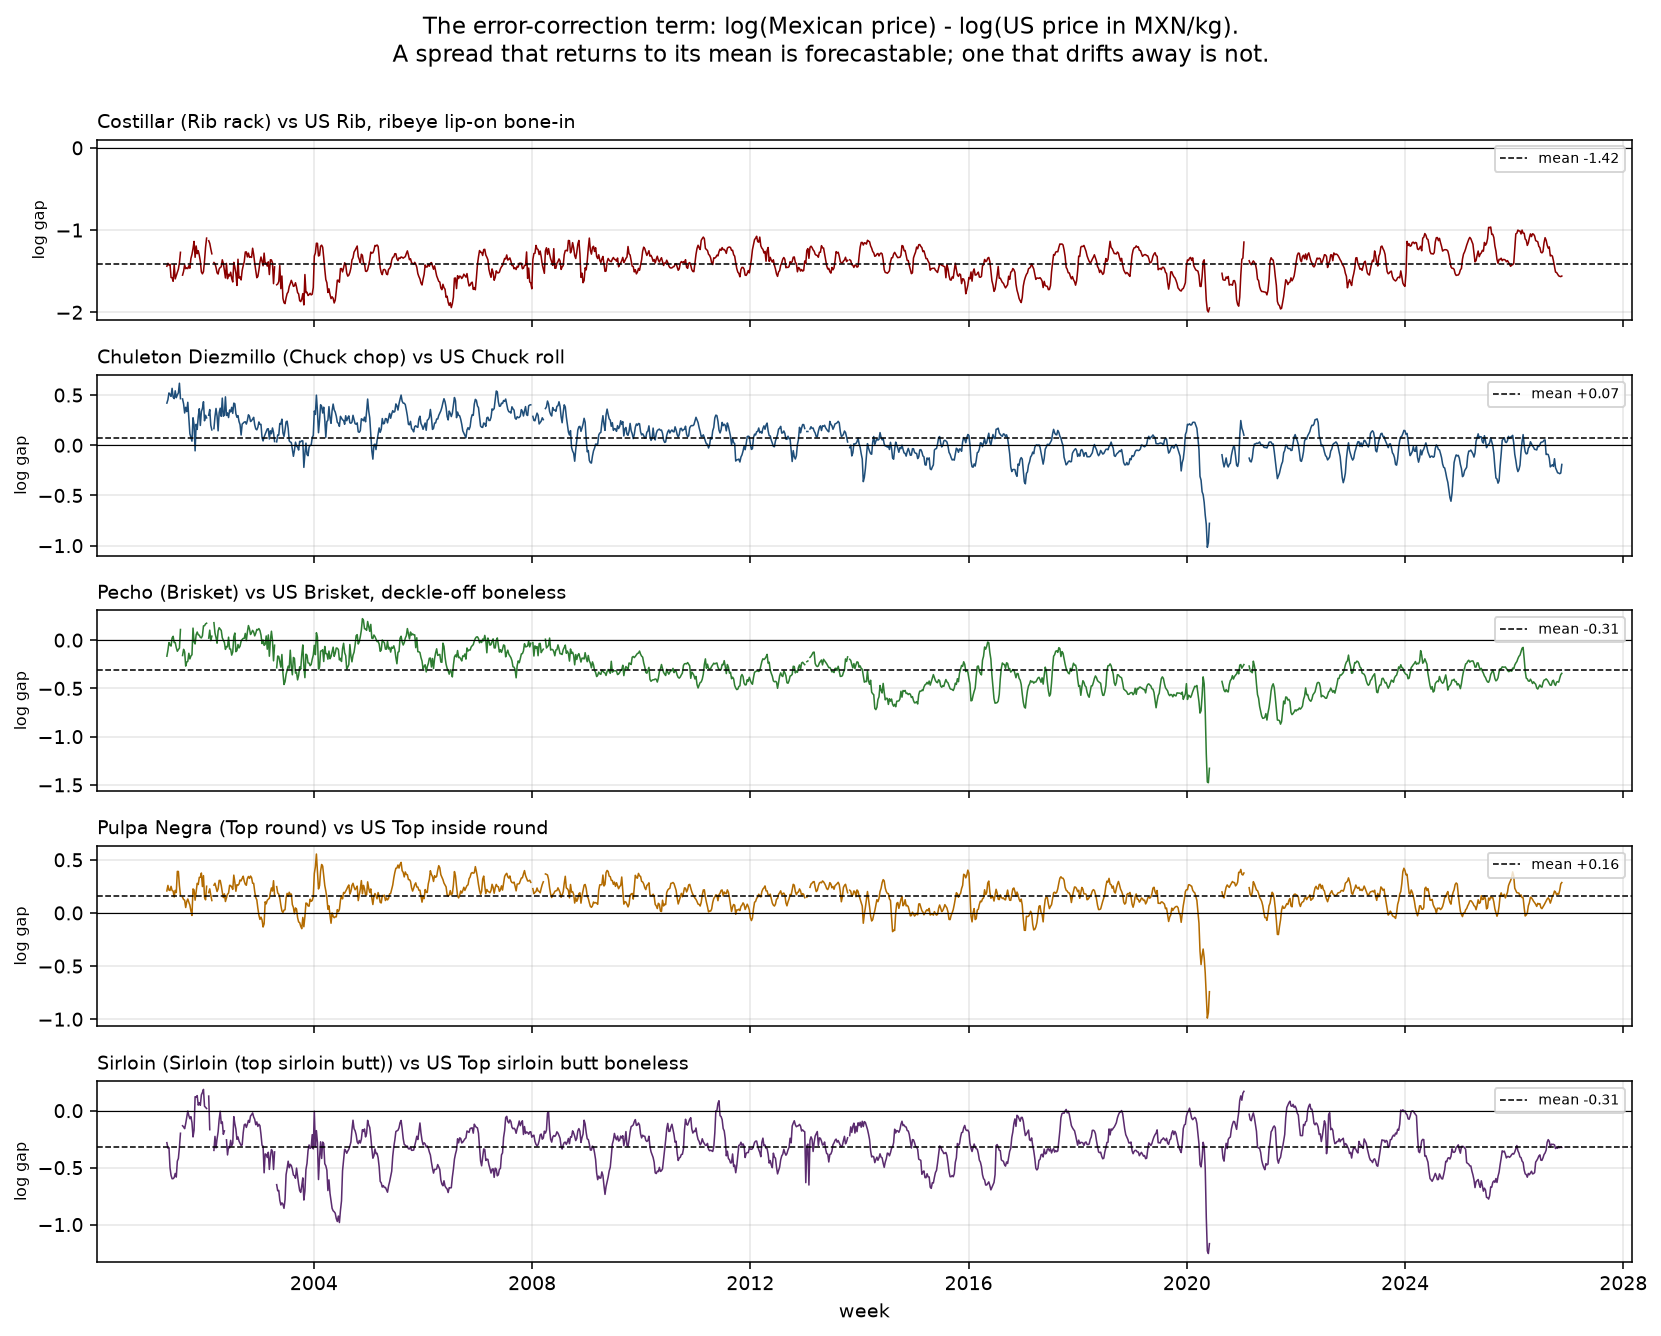 The error-correction term: log(Mexican price) - log(US price in MXN/kg).
A spread that returns to its mean is forecastable; one that drifts away is not.
Costillar (Rib rack) vs US Rib, ribeye lip-on bone-in
0
−1
−2
log gap
mean -1.42
Chuleton Diezmillo (Chuck chop) vs US Chuck roll
0.5
0.0
−0.5
−1.0
log gap
mean +0.07
Pecho (Brisket) vs US Brisket, deckle-off boneless
0.0
−0.5
−1.0
−1.5
log gap
mean -0.31
Pulpa Negra (Top round) vs US Top inside round
0.5
0.0
−0.5
−1.0
log gap
mean +0.16
Sirloin (Sirloin (top sirloin butt)) vs US Top sirloin butt boneless
0.0
−0.5
−1.0
log gap
mean -0.31
2004 2008 2012 2016 2020 2024 2028
week